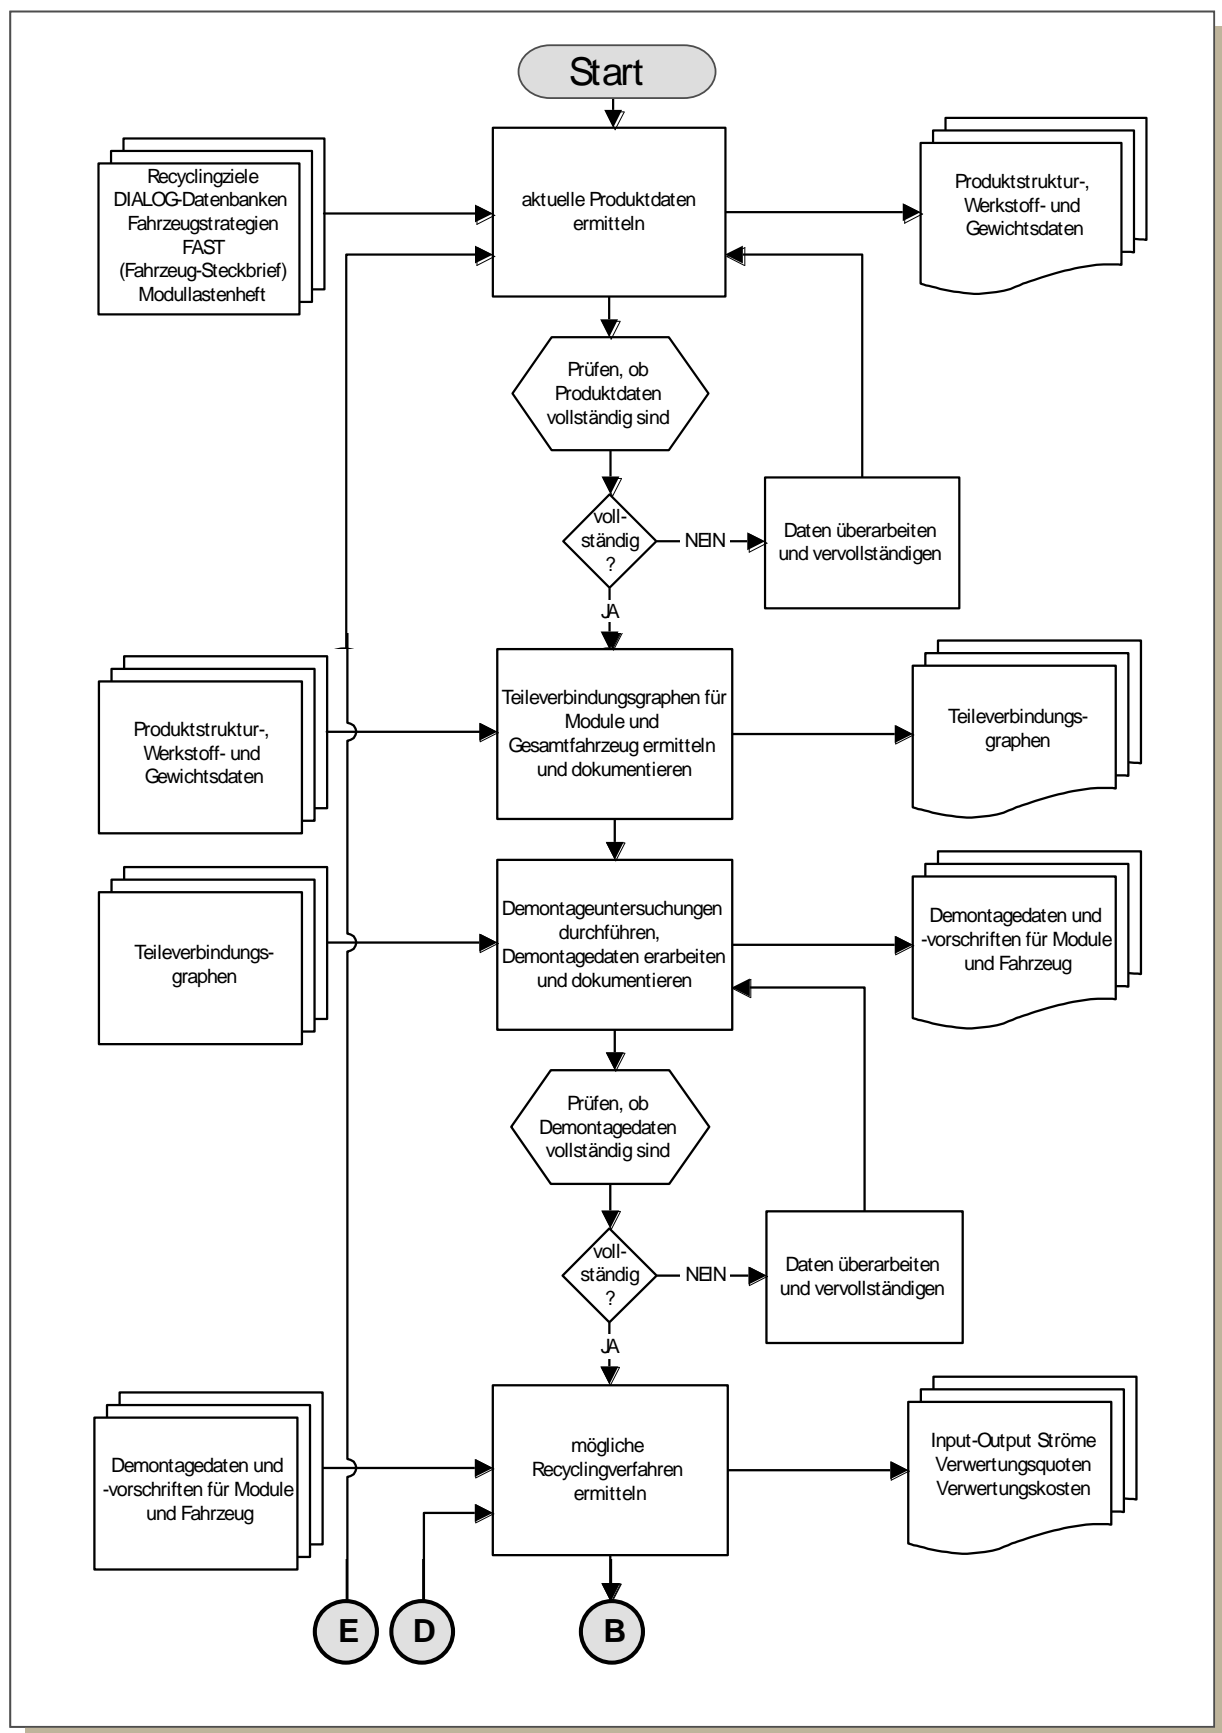 Start
Recyclingziele
DIALOG-Datenbanken
Fahrzeugstrategien
FAST
(Fahrzeug-Steckbrief)
Modullastenheft
aktuelle Produktdaten
ermitteln
Produktstruktur-,
Werkstoff- und
Gewichtsdaten
Prüfen, ob
Produktdaten
vollständig sind
voll-
ständig
?
NEIN
Daten überarbeiten
und vervollständigen
JA
Produktstruktur-,
Werkstoff- und
Gewichtsdaten
Teileverbindungsgraphen für
Module und
Gesamtfahrzeug ermitteln
und dokumentieren
Teileverbindungs-
graphen
Teileverbindungs-
graphen
Demontageuntersuchungen
durchführen,
Demontagedaten erarbeiten
und dokumentieren
Demontagedaten und
-vorschriften für Module
und Fahrzeug
Prüfen, ob
Demontagedaten
vollständig sind
voll-
ständig
?
NEIN
Daten überarbeiten
und vervollständigen
JA
Demontagedaten und
-vorschriften für Module
und Fahrzeug
mögliche
Recyclingverfahren
ermitteln
Input-Output Ströme
Verwertungsquoten
Verwertungskosten
E
D
B